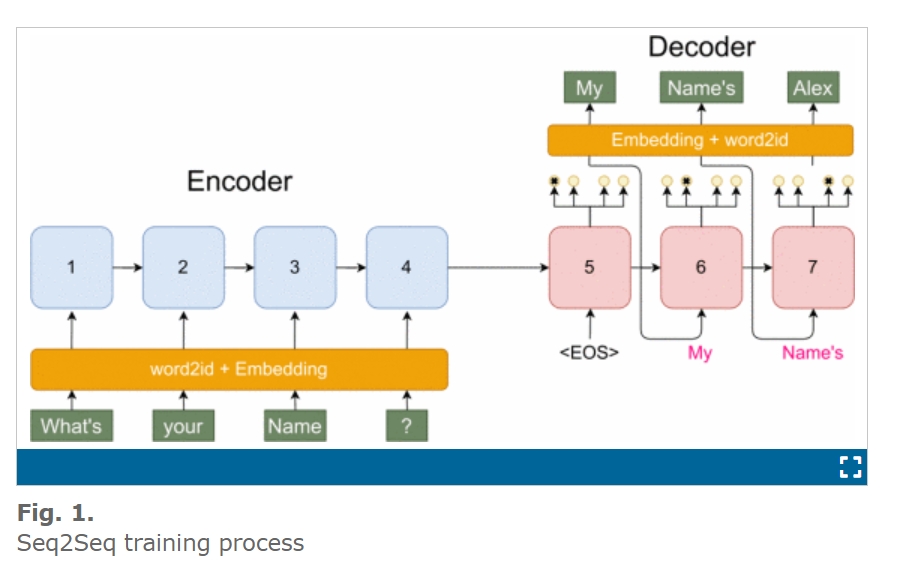 Decoder
My Name's Alex
Embedding + word2id
Encoder
1 2 3 4 5 6 7
<EOS> My Name's
word2id + Embedding
What's your Name ?
Fig. 1.
Seq2Seq training process